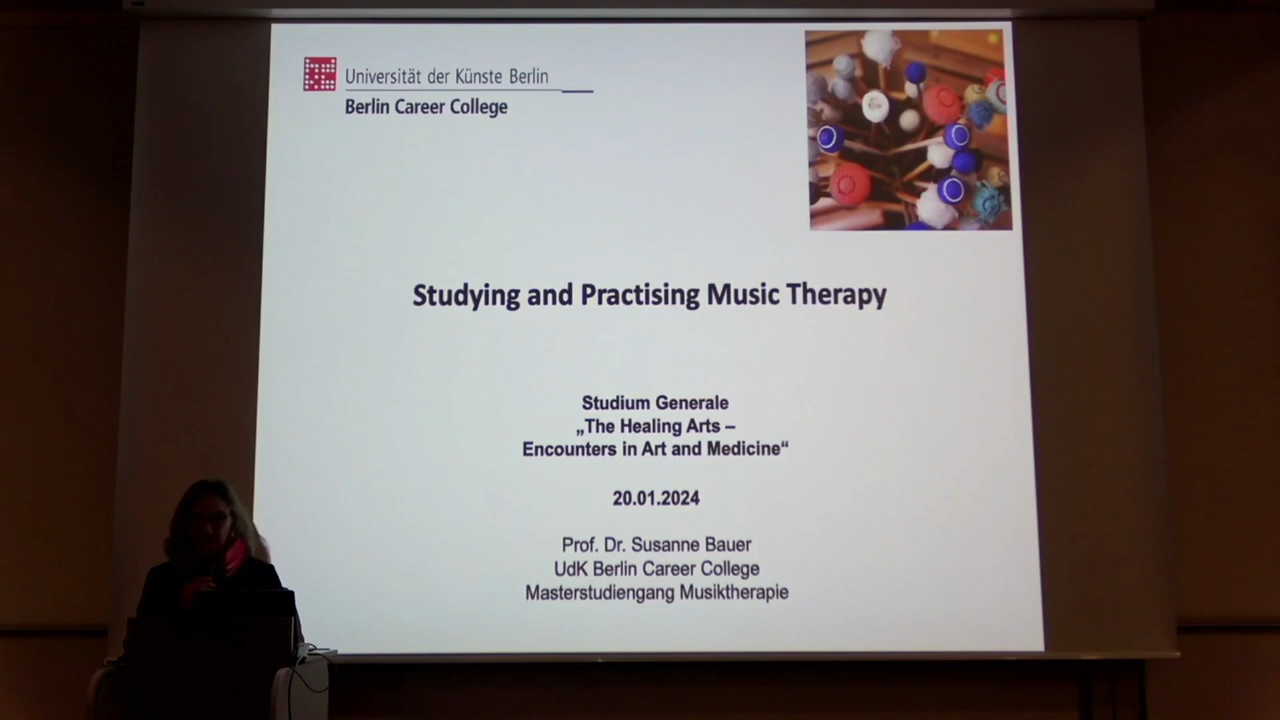 Universität der Künste Berlin
Berlin Career College
Studying and Practising Music Therapy
Studium Generale
„The Healing Arts –
Encounters in Art and Medicine“
20.01.2024
Prof. Dr. Susanne Bauer
UdK Berlin Career College
Masterstudiengang Musiktherapie